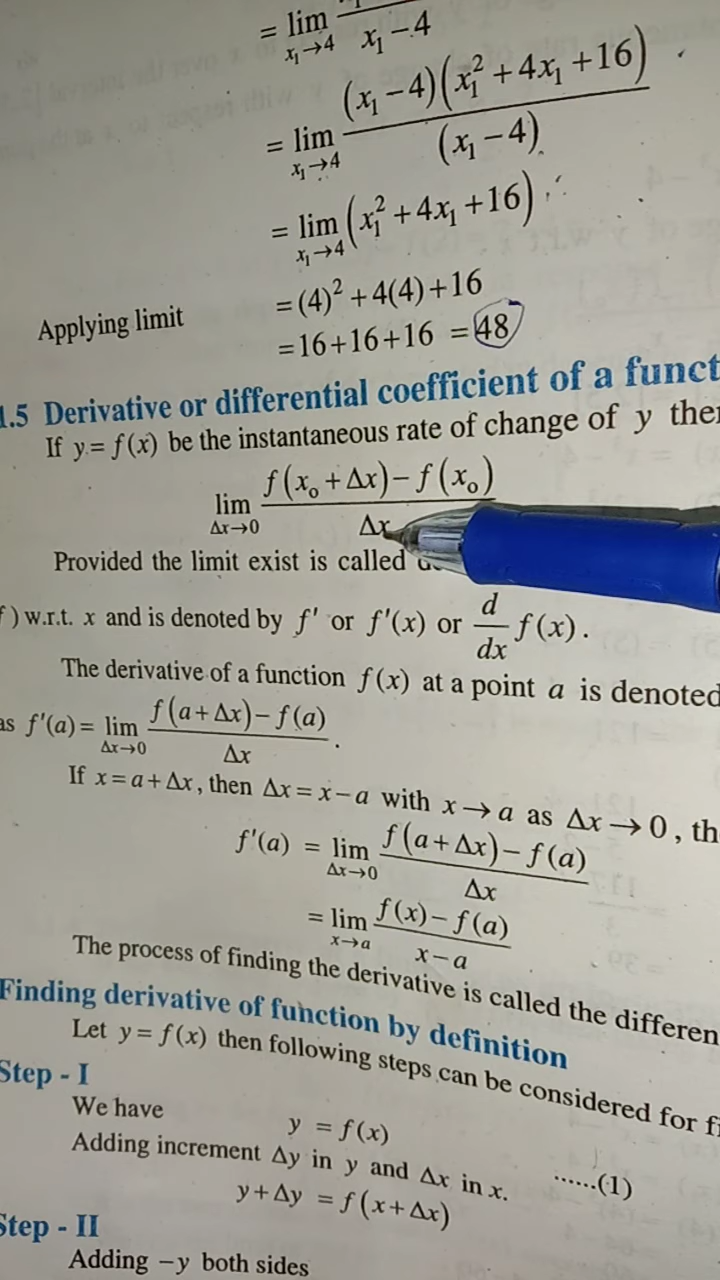 = lim x₁→4 / x₁ − 4
= lim x₁→4 (x₁ − 4)(x₁² + 4x₁ + 16) / (x₁ − 4)
= lim x₁→4 (x₁² + 4x₁ + 16)
Applying limit = (4)² + 4(4) + 16
= 16+16+16 = 48
1.5 Derivative or differential coefficient of a funct
If y = f(x) be the instantaneous rate of change of y
lim Δx→0 f(x₀ + Δx) − f(x₀) / Δx
Provided the limit exist is called
f ) w.r.t. x and is denoted by f' or f'(x) or d/dx f(x).
The derivative of a function f(x) at a point a is denoted
as f'(a) = lim Δx→0 f(a + Δx) − f(a) / Δx .
If x = a + Δx, then Δx = x − a with x → a as Δx → 0, th
f'(a) = lim Δx→0 f(a + Δx) − f(a) / Δx
= lim x→a f(x) − f(a) / x − a
The process of finding the derivative is called the differen
Finding derivative of function by definition
Let y = f(x) then following steps can be considered for f
Step - I
We have y = f(x)
Adding increment Δy in y and Δx in x. ......(1)
y + Δy = f(x + Δx)
Step - II
Adding −y both sides